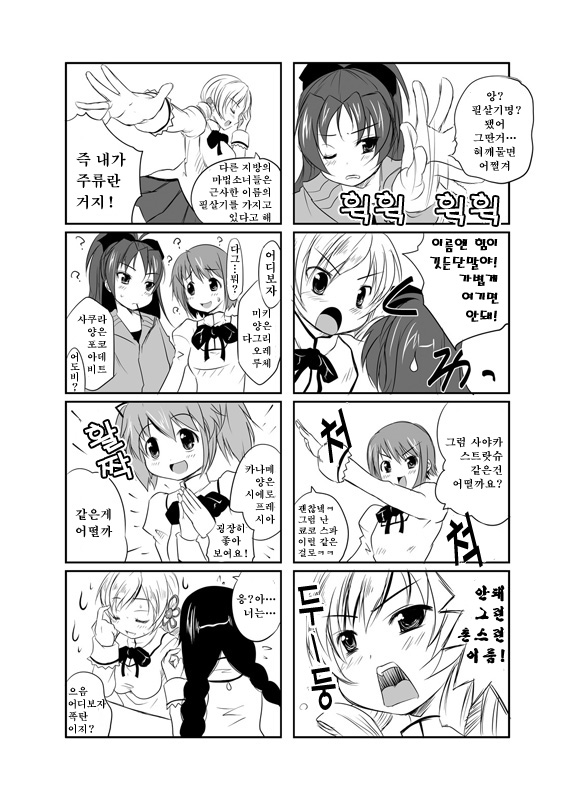 앙?
필살기명?
됐어
그딴거…
혀깨물면
어쩔겨
휙휙 휙휙
이름엔 힘이
깃든단말야!
가볍게
여기면
안돼!
그럼 사야카
스트랏슈
같은건
어떨까요?
척
척
괜찮넼ㅋ
그럼 난
쿄코 스파
이럴 같은
걸로ㅋㅋ
안돼
그런
촌스런
이름!
두
ㅡ
둥
다른 지방의
마법소녀들은
근사한 이름의
필살기를 가지고
있다고 해
즉 내가
주류란
거지!
어디보자
미키
양은
다그리
오레
루체
다그…뭐?
사쿠라
양은
포코
아데
비트
어도비?
? ? ? ?
카나메
양은
시에로
프레
시아
굉장히
좋아
보여요!
활
짝
같은게
어떨까
응?아…
너는…
으음
어디보자
폭탄
이지?